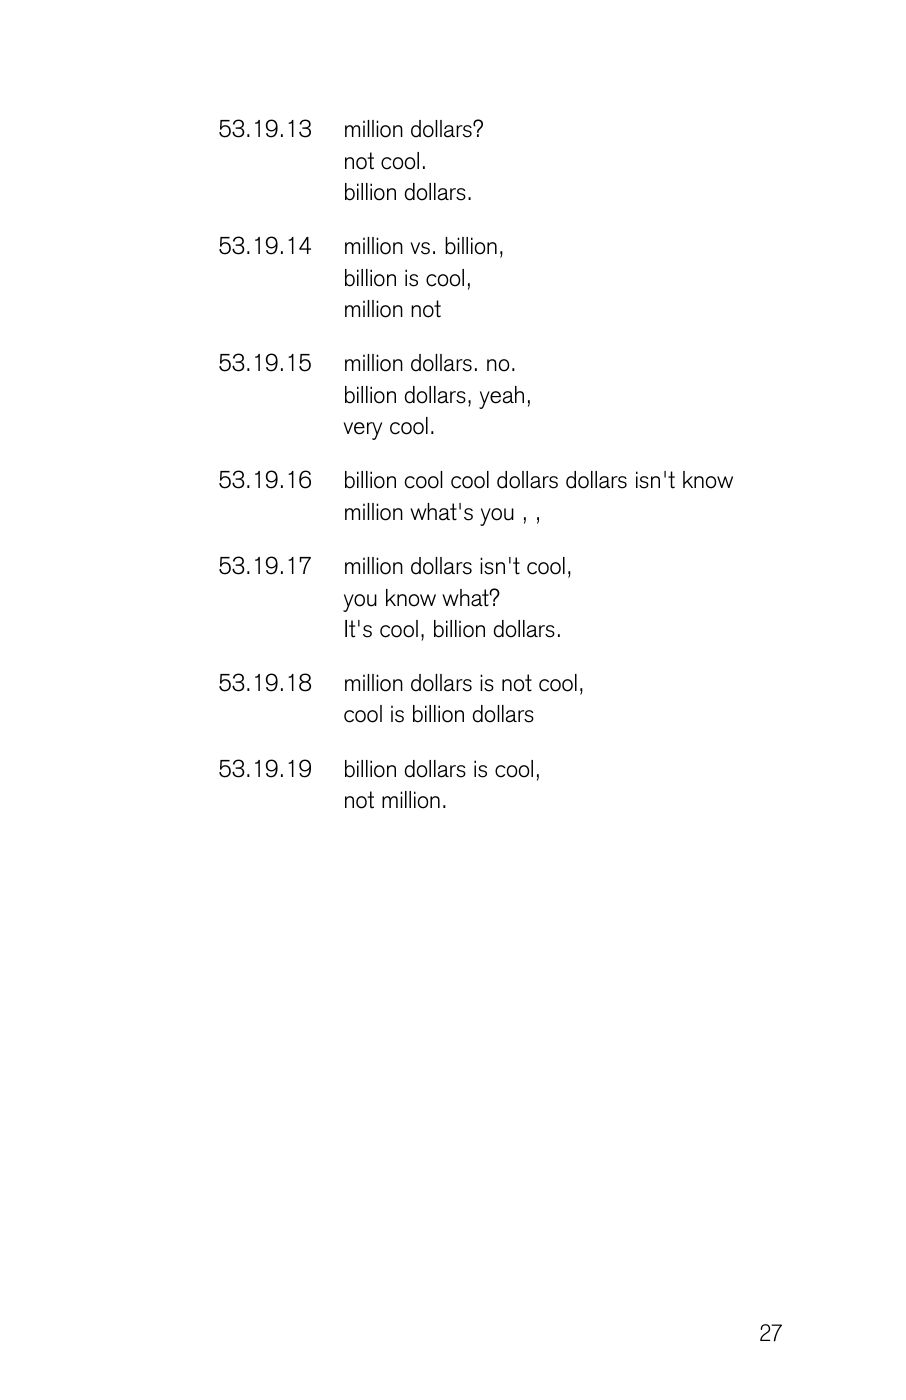 53.19.13 million dollars?
not cool.
billion dollars.
53.19.14 million vs. billion,
billion is cool,
million not
53.19.15 million dollars. no.
billion dollars, yeah,
very cool.
53.19.16 billion cool cool dollars dollars isn't know
million what's you , ,
53.19.17 million dollars isn't cool,
you know what?
It's cool, billion dollars.
53.19.18 million dollars is not cool,
cool is billion dollars
53.19.19 billion dollars is cool,
not million.
27